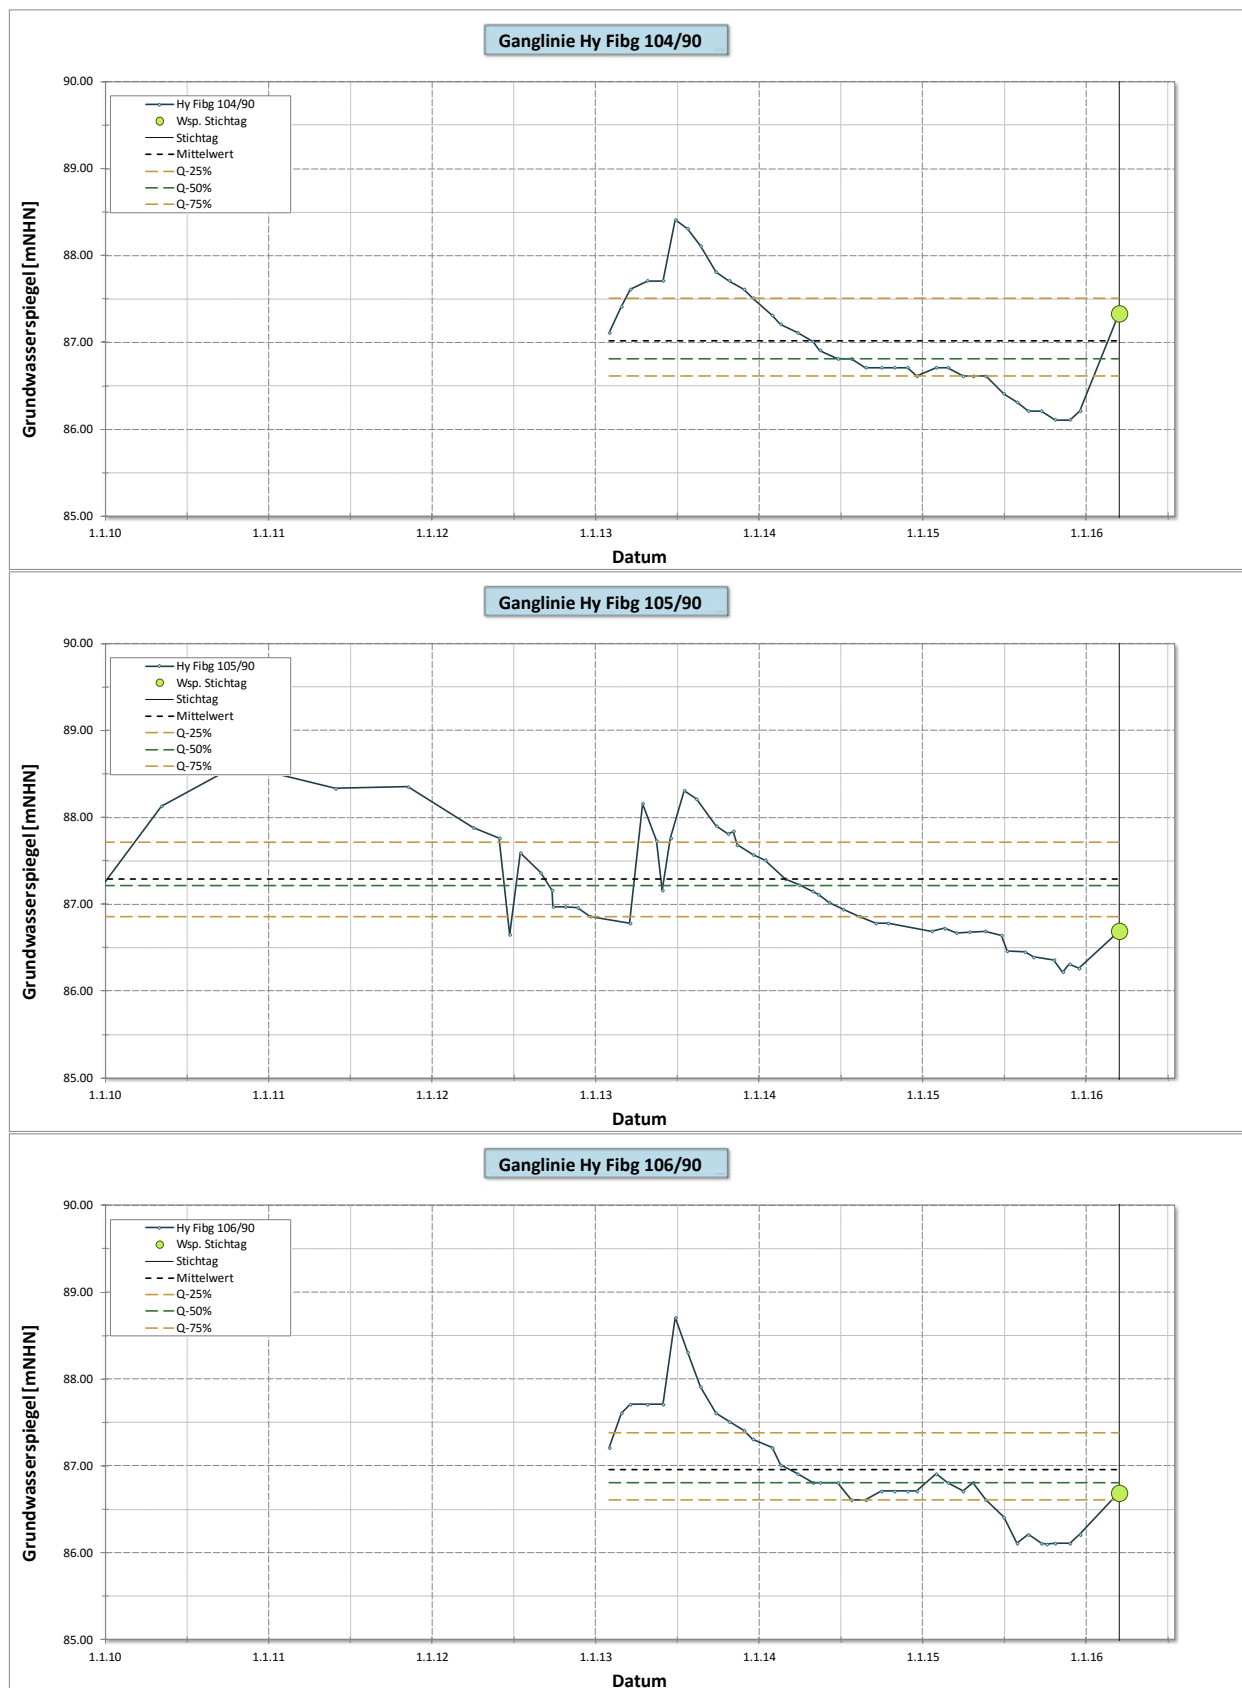 Ganglinie Hy Fibg 104/90
90.00
89.00
88.00
87.00
86.00
85.00
Grundwasserspiegel [mNHN]
Hy Fibg 104/90
Wsp. Stichtag
Stichtag
Mittelwert
Q-25%
Q-50%
Q-75%
1.1.10 1.1.11 1.1.12 1.1.13 1.1.14 1.1.15 1.1.16
Datum
Ganglinie Hy Fibg 105/90
90.00
89.00
88.00
87.00
86.00
85.00
Grundwasserspiegel [mNHN]
Hy Fibg 105/90
Wsp. Stichtag
Stichtag
Mittelwert
Q-25%
Q-50%
Q-75%
1.1.10 1.1.11 1.1.12 1.1.13 1.1.14 1.1.15 1.1.16
Datum
Ganglinie Hy Fibg 106/90
90.00
89.00
88.00
87.00
86.00
85.00
Grundwasserspiegel [mNHN]
Hy Fibg 106/90
Wsp. Stichtag
Stichtag
Mittelwert
Q-25%
Q-50%
Q-75%
1.1.10 1.1.11 1.1.12 1.1.13 1.1.14 1.1.15 1.1.16
Datum